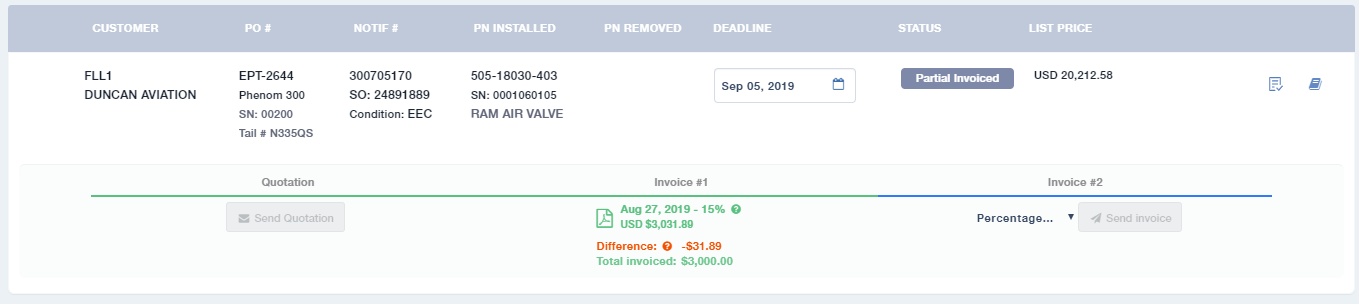 CUSTOMER PO # NOTIF # PN INSTALLED PN REMOVED DEADLINE STATUS LIST PRICE
FLL1 EPT-2644 300705170 505-18030-403 Sep 05, 2019 Partial Invoiced USD 20,212.58
DUNCAN AVIATION Phenom 300 SO: 24891889 SN: 0001060105
SN: 00200 Condition: EEC RAM AIR VALVE
Tail # N335QS
Quotation Invoice #1 Invoice #2
Send Quotation Aug 27, 2019 - 15% Percentage... Send invoice
USD $3,031.89
Difference: -$31.89
Total invoiced: $3,000.00